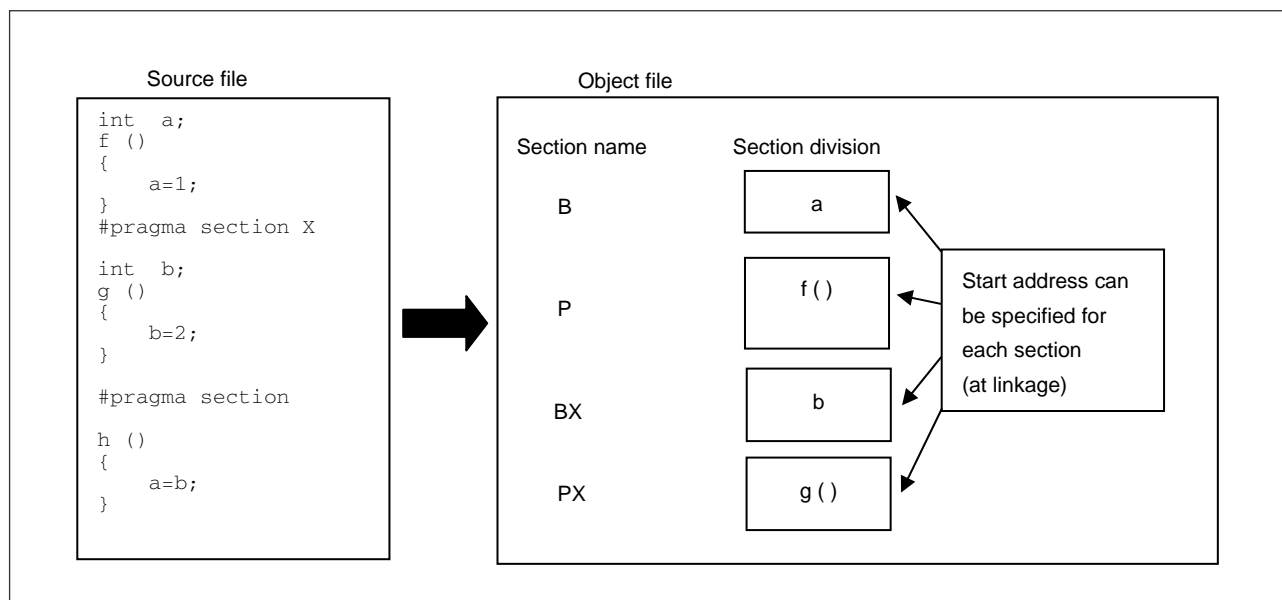 Source file
int  a;
f ()
{
    a=1;
}
#pragma section X
int  b;
g ()
{
    b=2;
}
#pragma section
h ()
{
    a=b;
}
Object file
Section name
Section division
B
a
P
f ( )
BX
b
PX
g ( )
Start address can
be specified for
each section
(at linkage)